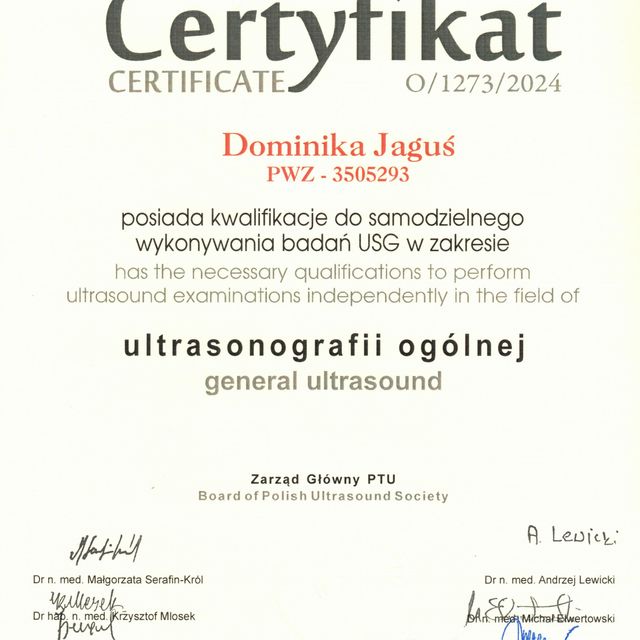 Certyfikat
CERTIFICATE O/1273/2024
Dominika Jaguś
PWZ - 3505293
posiada kwalifikacje do samodzielnego
wykonywania badań USG w zakresie
has the necessary qualifications to perform
ultrasound examinations independently in the field of
ultrasonografii ogólnej
general ultrasound
Zarząd Główny PTU
Board of Polish Ultrasound Society
A. Lewicki
Dr n. med. Małgorzata Serafin-Król
Dr n. med. Andrzej Lewicki
Dr hab. n. med. Krzysztof Mlosek
Dr n. med. Michał Elwertowski